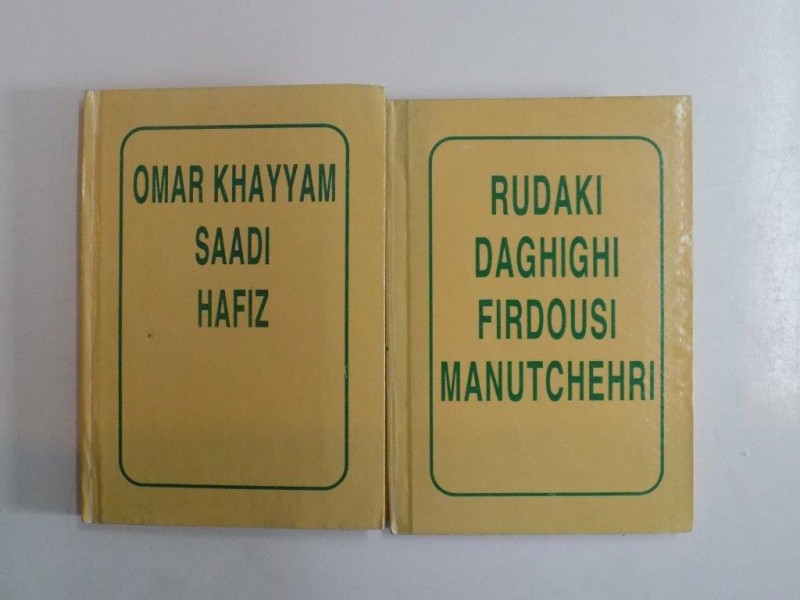 OMAR KHAYYAM
SAADI
HAFIZ
RUDAKI
DAGHIGHI
FIRDOUSI
MANUTCHEHRI